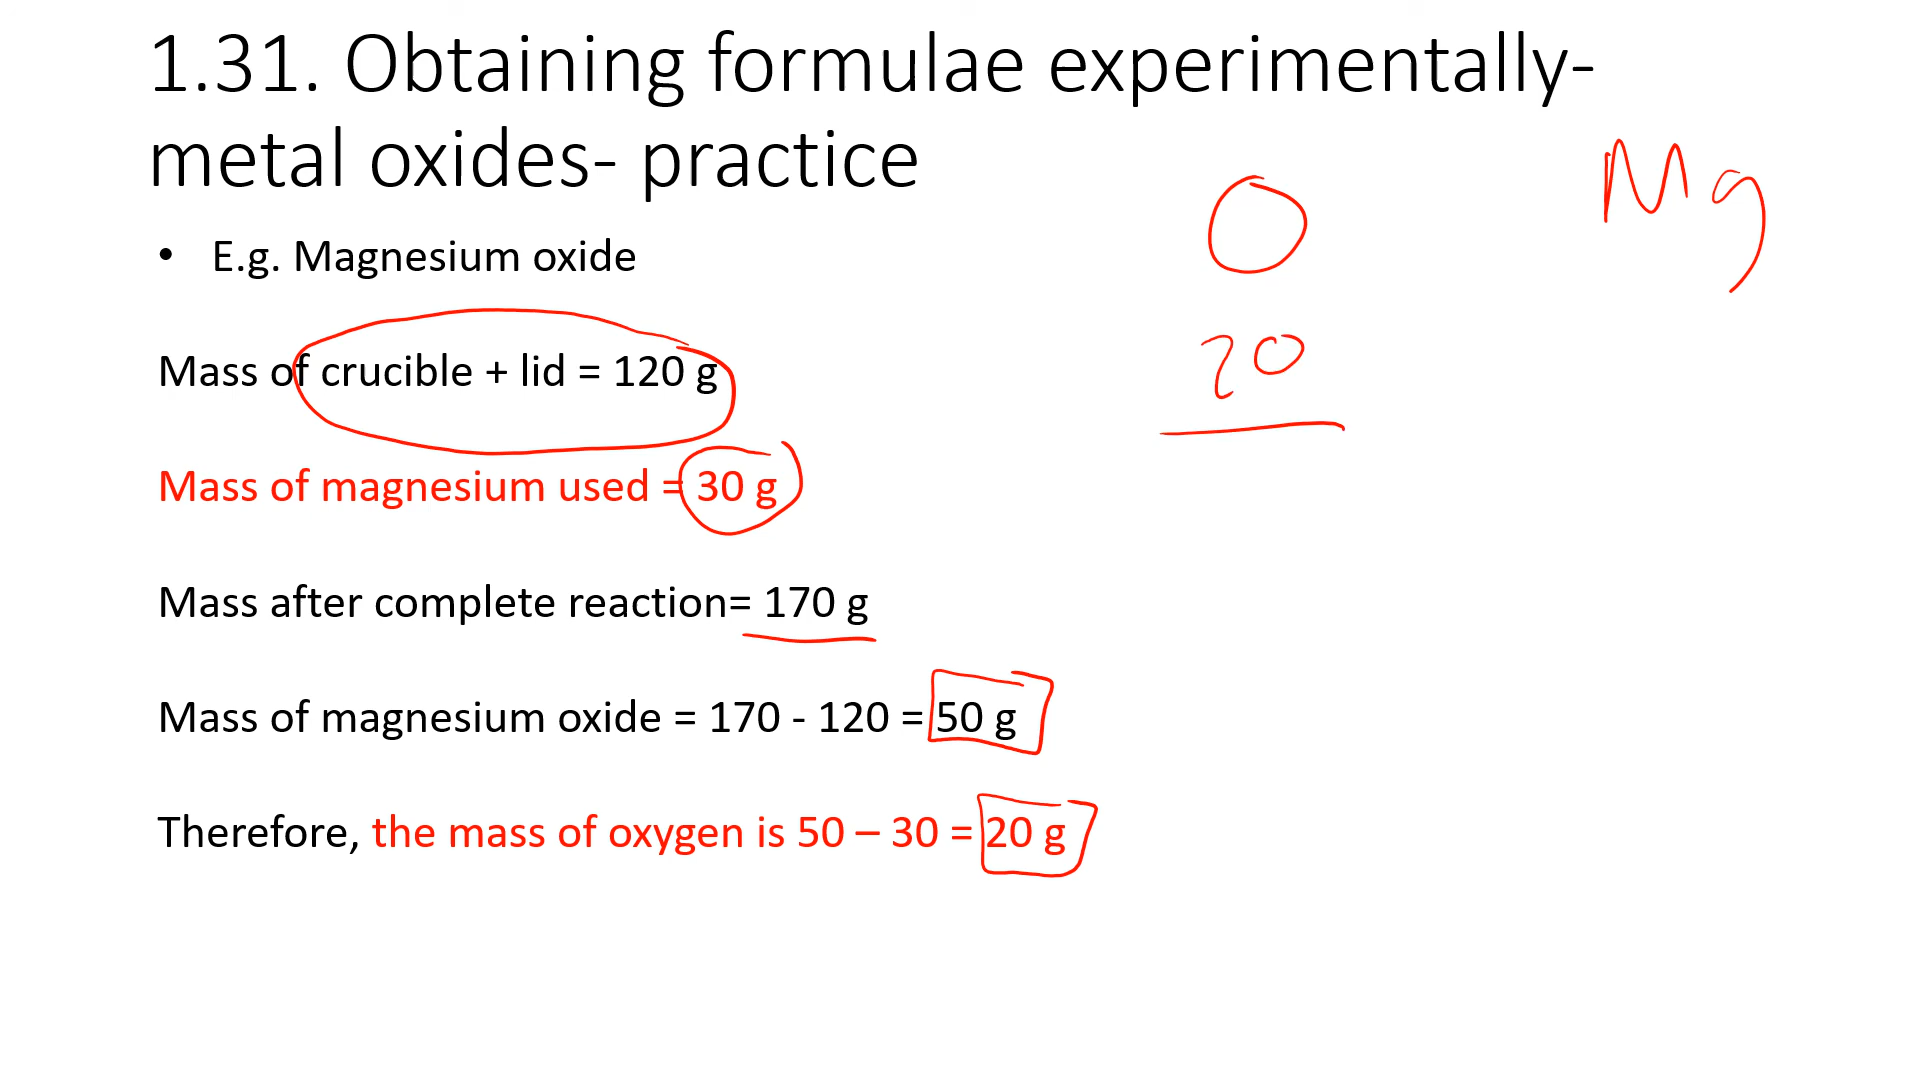 1.31. Obtaining formulae experimentally-
metal oxides- practice
• E.g. Magnesium oxide
Mass of crucible + lid = 120 g
Mass of magnesium used = 30 g
Mass after complete reaction= 170 g
Mass of magnesium oxide = 170 - 120 = 50 g
Therefore, the mass of oxygen is 50 – 30 = 20 g
O Mg
20